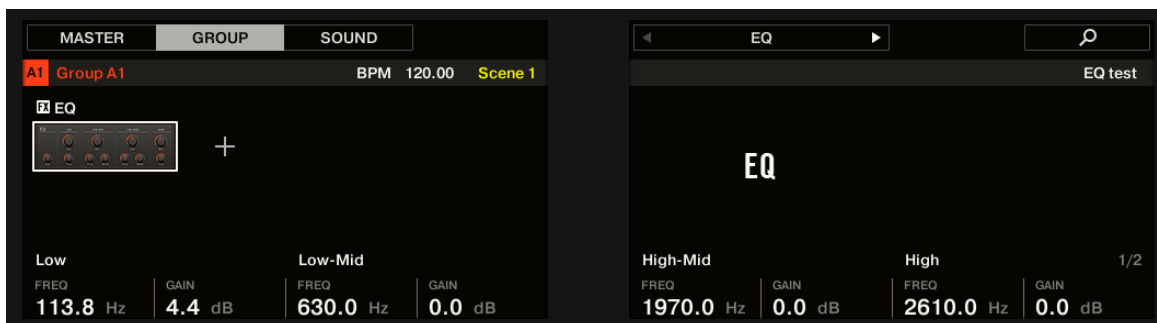 MASTER GROUP SOUND
A1 Group A1 BPM 120.00 Scene 1
FX EQ
Low Low-Mid
FREQ GAIN FREQ GAIN
113.8 Hz 4.4 dB 630.0 Hz 0.0 dB
EQ
EQ test
EQ
High-Mid High 1/2
FREQ GAIN FREQ GAIN
1970.0 Hz 0.0 dB 2610.0 Hz 0.0 dB